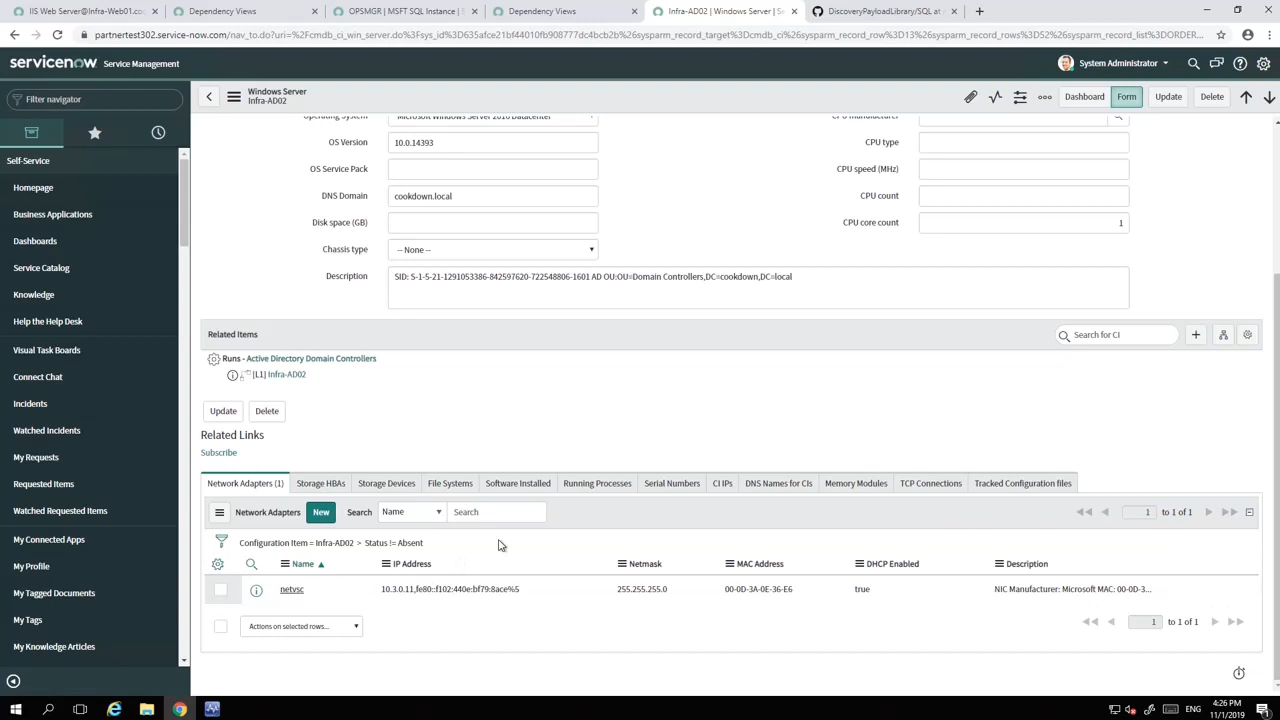 IIS Web Server@Infra-Web01.co
Dependency Views
OPSMGR | MSFT SQL Instance | S
Dependency Views
Infra-AD02 | Windows Server | Se
DiscoveryPayloadLibrary/SQL at
partnertest302.service-now.com/nav_to.do?uri=%2Fcmdb_ci_win_server.do%3Fsys_id%3D635afce21bf44010fb908777dc4bcb2b%26sysparm_record_target%3Dcmdb_ci%26sysparm_record_row%3D13%26sysparm_record_rows%3D52%26sysparm_record_list%3DORDER...
servicenow Service Management
System Administrator
Filter navigator
Windows Server
Infra-AD02
Dashboard
Form
Update
Delete
Self-Service
Homepage
Business Applications
Dashboards
Service Catalog
Knowledge
Help the Help Desk
Visual Task Boards
Connect Chat
Incidents
Watched Incidents
My Requests
Requested Items
Watched Requested Items
My Connected Apps
My Profile
My Tagged Documents
My Tags
My Knowledge Articles
Operating System Microsoft Windows Server 2016 Datacenter
CPU manufacturer
OS Version 10.0.14393
CPU type
OS Service Pack
CPU speed (MHz)
DNS Domain cookdown.local
CPU count
Disk space (GB)
CPU core count 1
Chassis type -- None --
Description SID: S-1-5-21-1291053386-842597620-722548806-1601 AD OU:OU=Domain Controllers,DC=cookdown,DC=local
Related Items
Search for CI
Runs - Active Directory Domain Controllers
[L1] Infra-AD02
Update
Delete
Related Links
Subscribe
Network Adapters (1)
Storage HBAs
Storage Devices
File Systems
Software Installed
Running Processes
Serial Numbers
CI IPs
DNS Names for CIs
Memory Modules
TCP Connections
Tracked Configuration files
Network Adapters New Search Name Search 1 to 1 of 1
Configuration Item = Infra-AD02 > Status != Absent
Name IP Address Netmask MAC Address DHCP Enabled Description
netvsc 10.3.0.11,fe80::f102:440e:bf79:8ace%5 255.255.255.0 00-0D-3A-0E-36-E6 true NIC Manufacturer: Microsoft MAC: 00-0D-3...
Actions on selected rows... 1 to 1 of 1
ENG
4:26 PM
11/1/2019